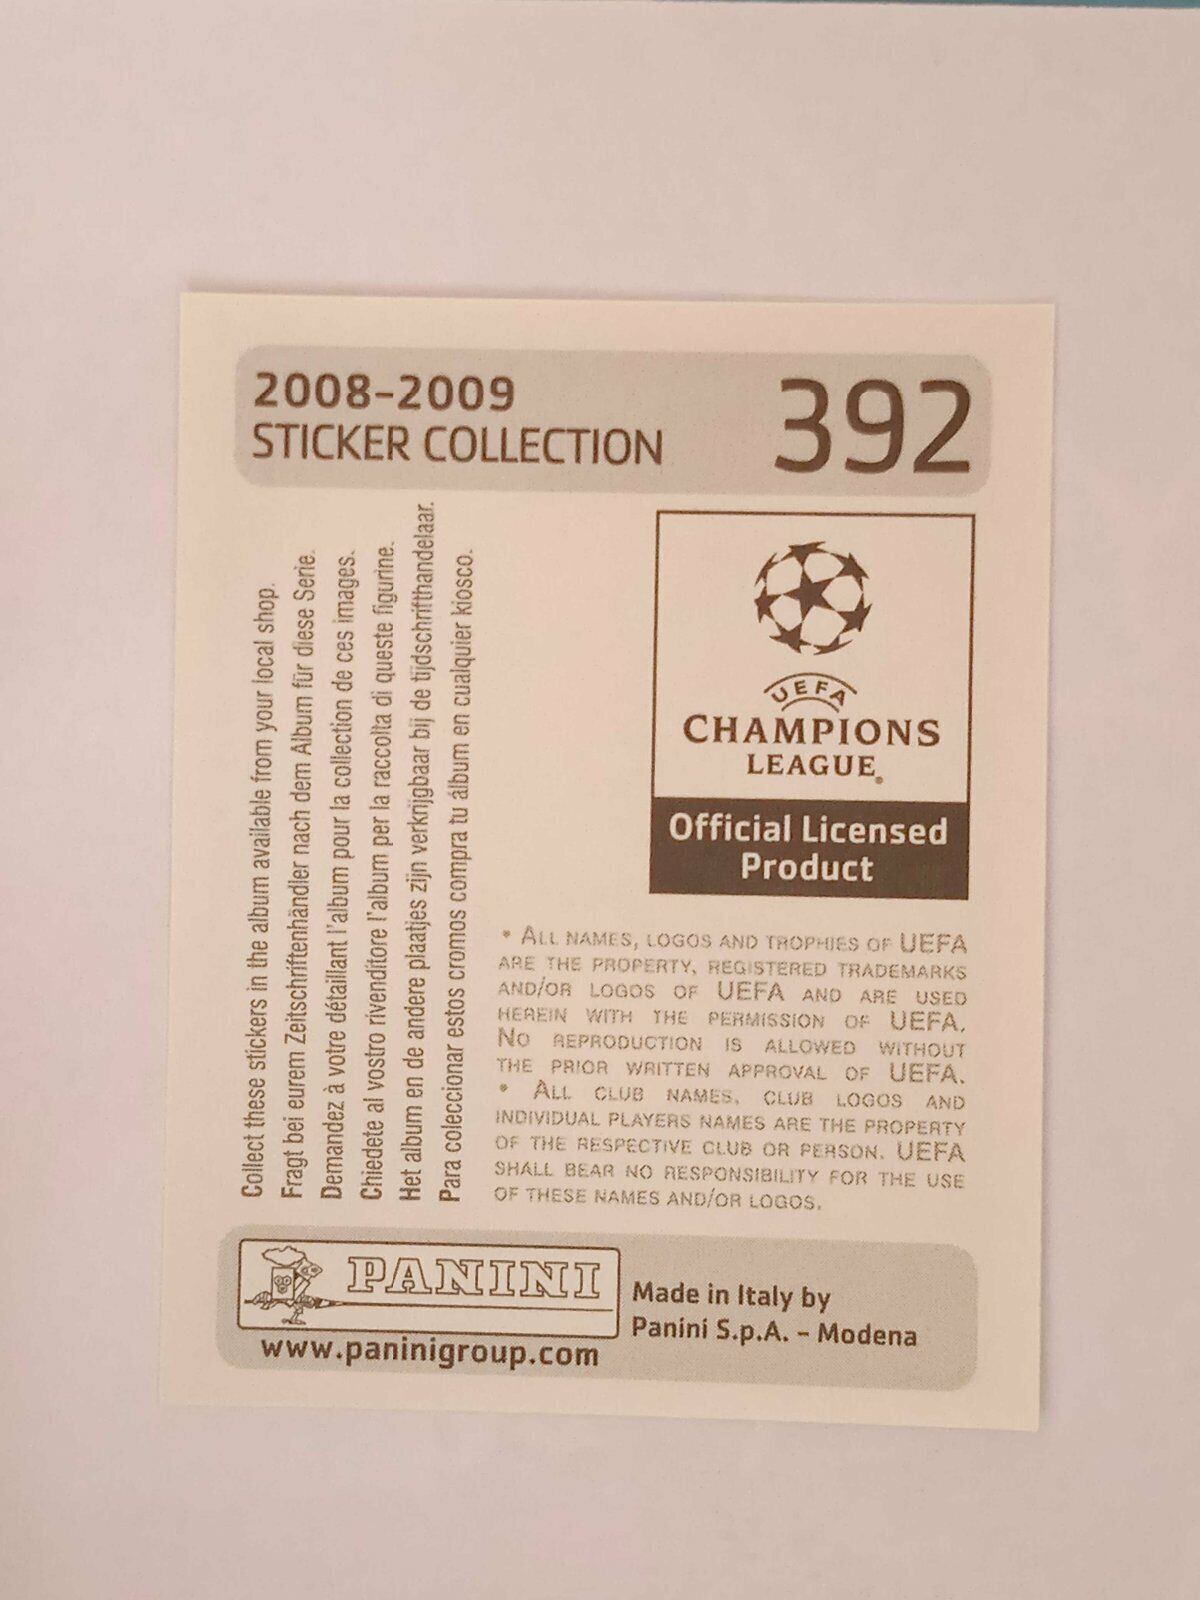 2008-2009
STICKER COLLECTION
392
Collect these stickers in the album available from your local shop.
Fragt bei eurem Zeitschriftenhändler nach dem Album für diese Serie.
Demandez à votre détaillant l'album pour la collection de ces images.
Chiedete al vostro rivenditore l'album per la raccolta di queste figurine.
Het album en de andere plaatjes zijn verkrijgbaar bij de tijdschrifthandelaar.
Para coleccionar estos cromos compra tu álbum en cualquier kiosco.
UEFA
CHAMPIONS
LEAGUE®
Official Licensed
Product
• ALL NAMES, LOGOS AND TROPHIES OF UEFA
ARE THE PROPERTY, REGISTERED TRADEMARKS
AND/OR LOGOS OF UEFA AND ARE USED
HEREIN WITH THE PERMISSION OF UEFA.
NO REPRODUCTION IS ALLOWED WITHOUT
THE PRIOR WRITTEN APPROVAL OF UEFA.
• ALL CLUB NAMES, CLUB LOGOS AND
INDIVIDUAL PLAYERS NAMES ARE THE PROPERTY
OF THE RESPECTIVE CLUB OR PERSON. UEFA
SHALL BEAR NO RESPONSIBILITY FOR THE USE
OF THESE NAMES AND/OR LOGOS.
PANINI
www.paninigroup.com
Made in Italy by
Panini S.p.A. - Modena